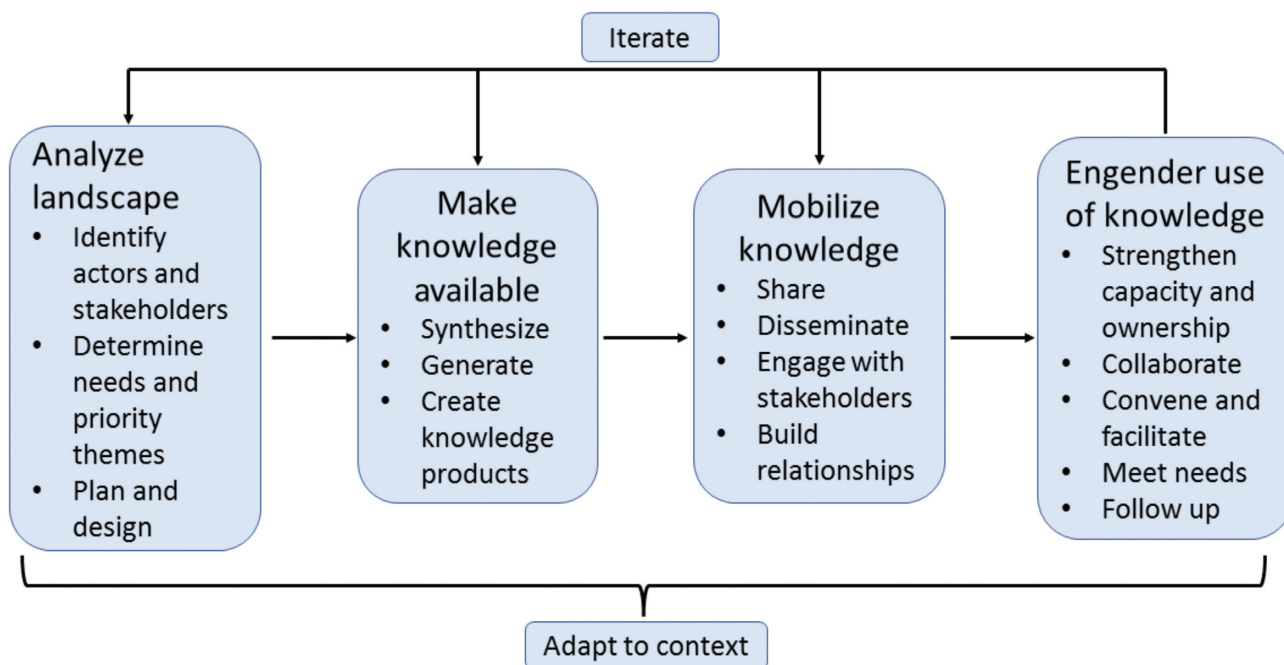 Iterate
Analyze
landscape
• Identify
actors and
stakeholders
• Determine
needs and
priority
themes
• Plan and
design
Make
knowledge
available
• Synthesize
• Generate
• Create
knowledge
products
Mobilize
knowledge
• Share
• Disseminate
• Engage with
stakeholders
• Build
relationships
Engender use
of knowledge
• Strengthen
capacity and
ownership
• Collaborate
• Convene and
facilitate
• Meet needs
• Follow up
Adapt to context